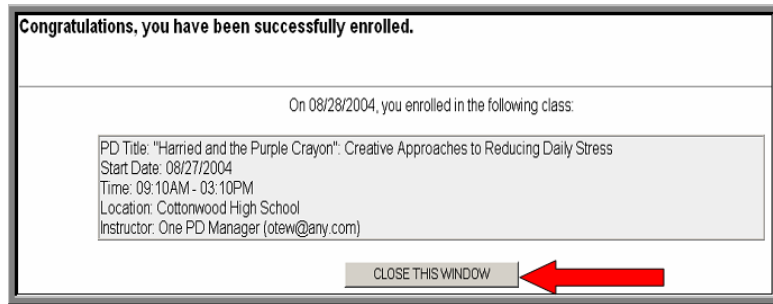 Congratulations, you have been successfully enrolled.
On 08/28/2004, you enrolled in the following class:
PD Title: "Harried and the Purple Crayon": Creative Approaches to Reducing Daily Stress
Start Date: 08/27/2004
Time: 09:10AM - 03:10PM
Location: Cottonwood High School
Instructor: One PD Manager (otew@any.com)
CLOSE THIS WINDOW